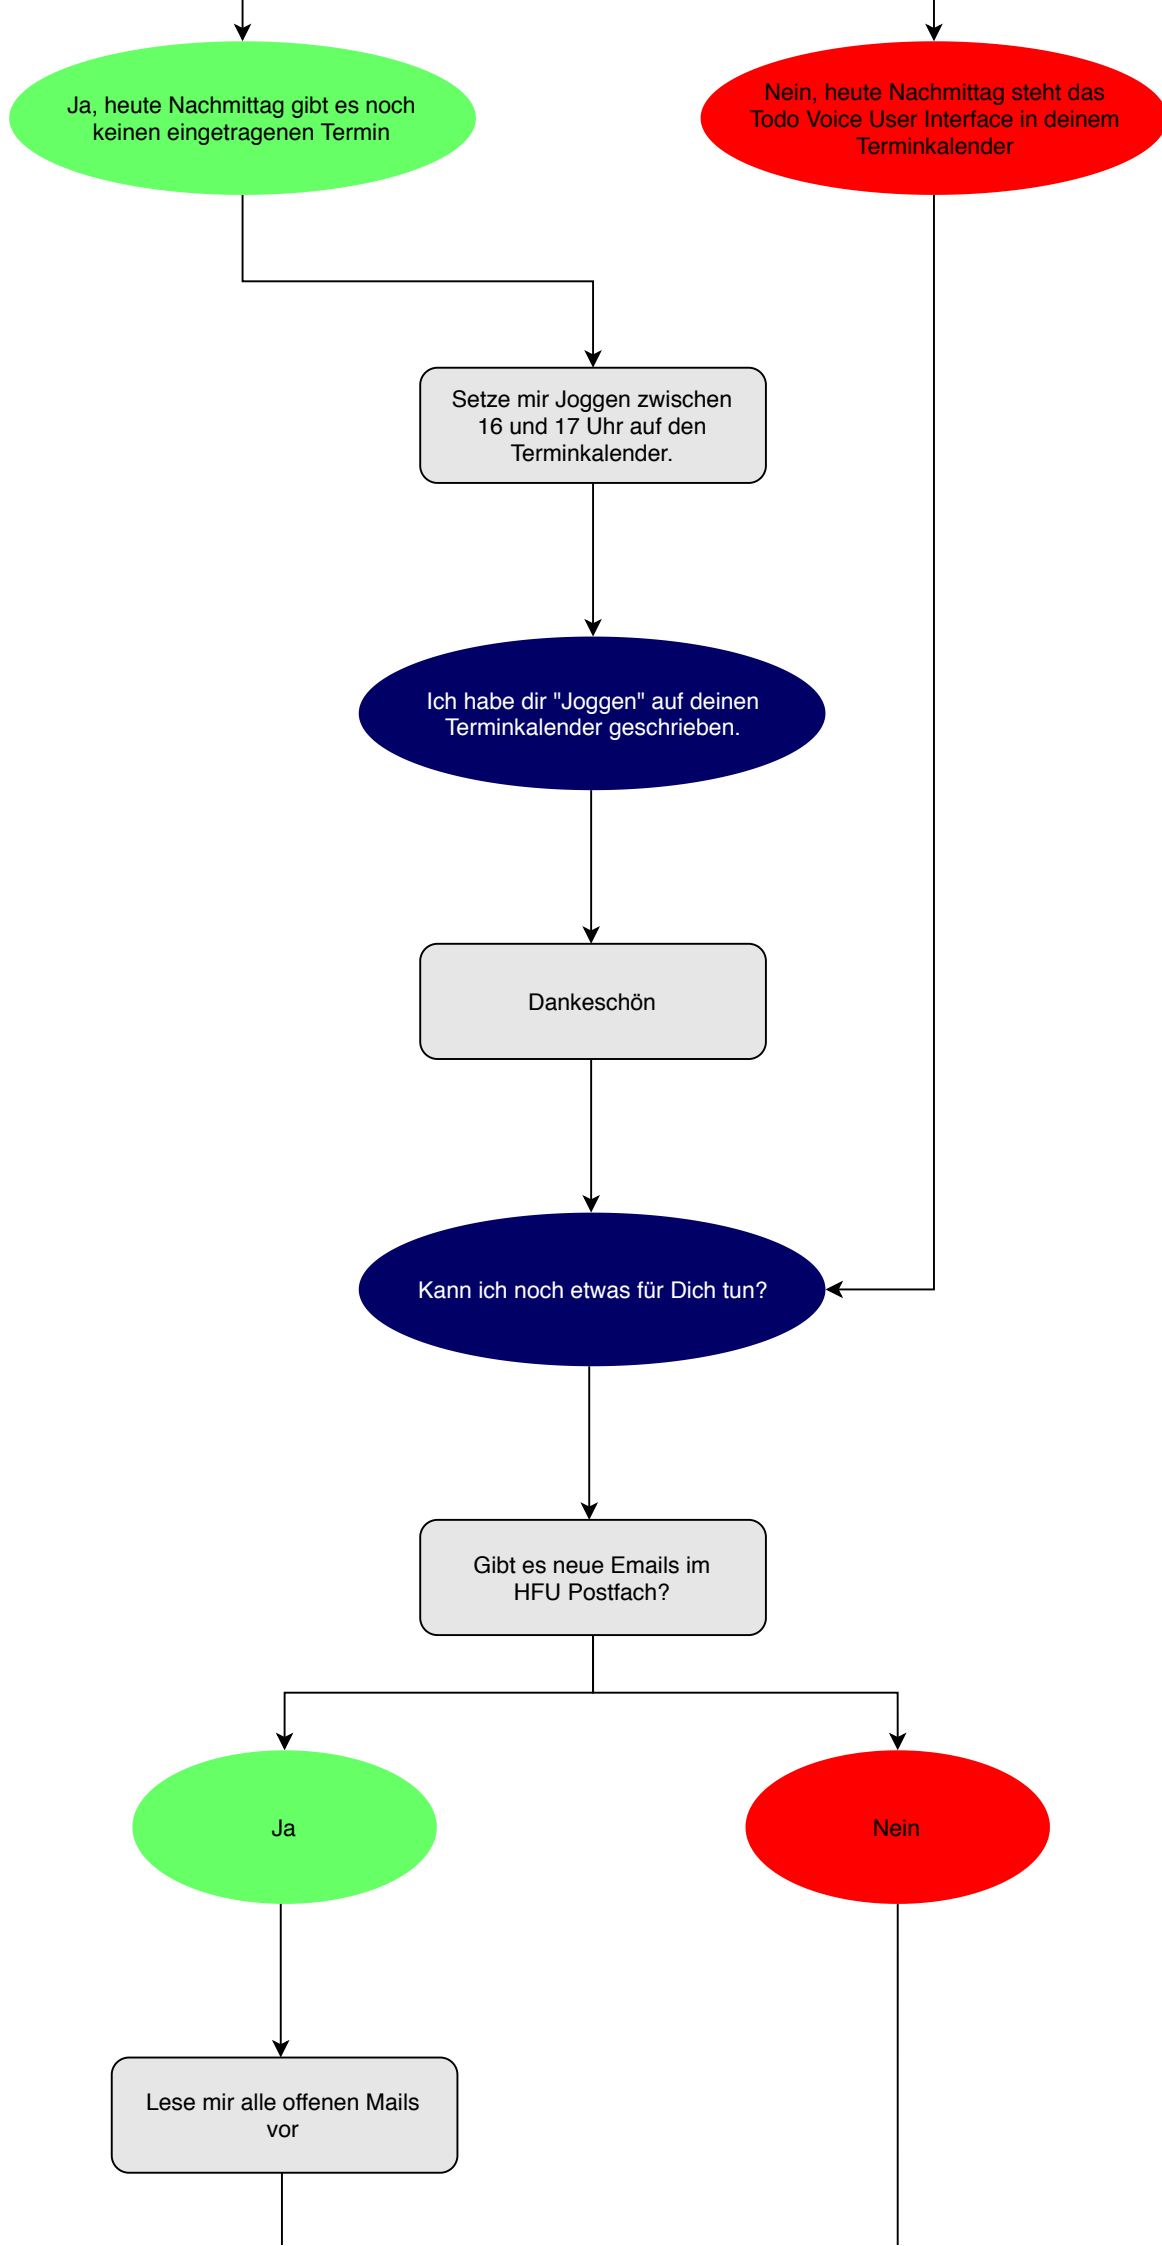 Ja, heute Nachmittag gibt es noch
keinen eingetragenen Termin
Nein, heute Nachmittag steht das
Todo Voice User Interface in deinem
Terminkalender
Setze mir Joggen zwischen
16 und 17 Uhr auf den
Terminkalender.
Ich habe dir "Joggen" auf deinen
Terminkalender geschrieben.
Dankeschön
Kann ich noch etwas für Dich tun?
Gibt es neue Emails im
HFU Postfach?
Ja
Nein
Lese mir alle offenen Mails
vor